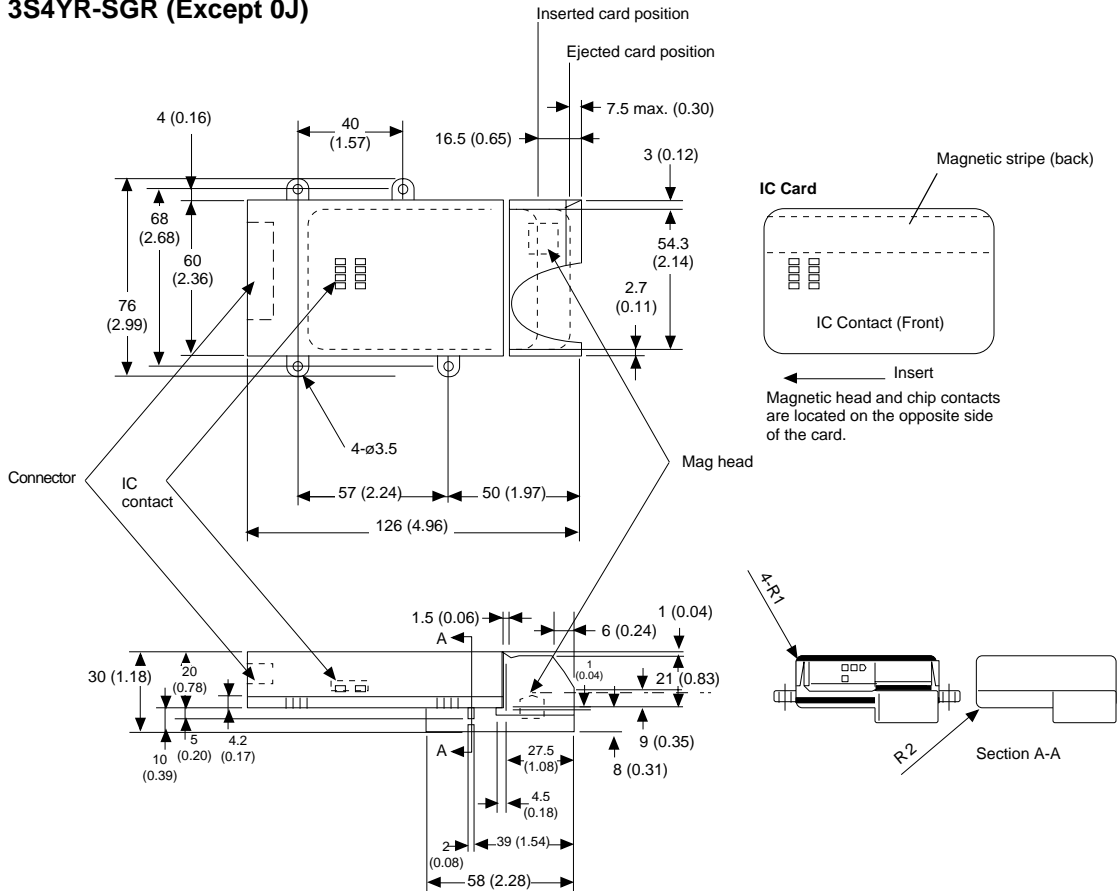 3S4YR-SGR (Except 0J)
Inserted card position
Ejected card position
7.5 max. (0.30)
4 (0.16)
40
(1.57)
16.5 (0.65)
3 (0.12)
Magnetic stripe (back)
IC Card
68
(2.68)
60
(2.36)
76
(2.99)
54.3
(2.14)
2.7
(0.11)
IC Contact (Front)
Insert
Magnetic head and chip contacts
are located on the opposite side
of the card.
4-ø3.5
Mag head
Connector
IC
contact
57 (2.24)
50 (1.97)
126 (4.96)
4-R1
1.5 (0.06)
1 (0.04)
6 (0.24)
A
30 (1.18)
20
(0.78)
1
(0.04)
21 (0.83)
5
(0.20)
4.2
(0.17)
10
(0.39)
A
27.5
(1.08)
9 (0.35)
8 (0.31)
R2
Section A-A
4.5
(0.18)
2
(0.08)
39 (1.54)
58 (2.28)